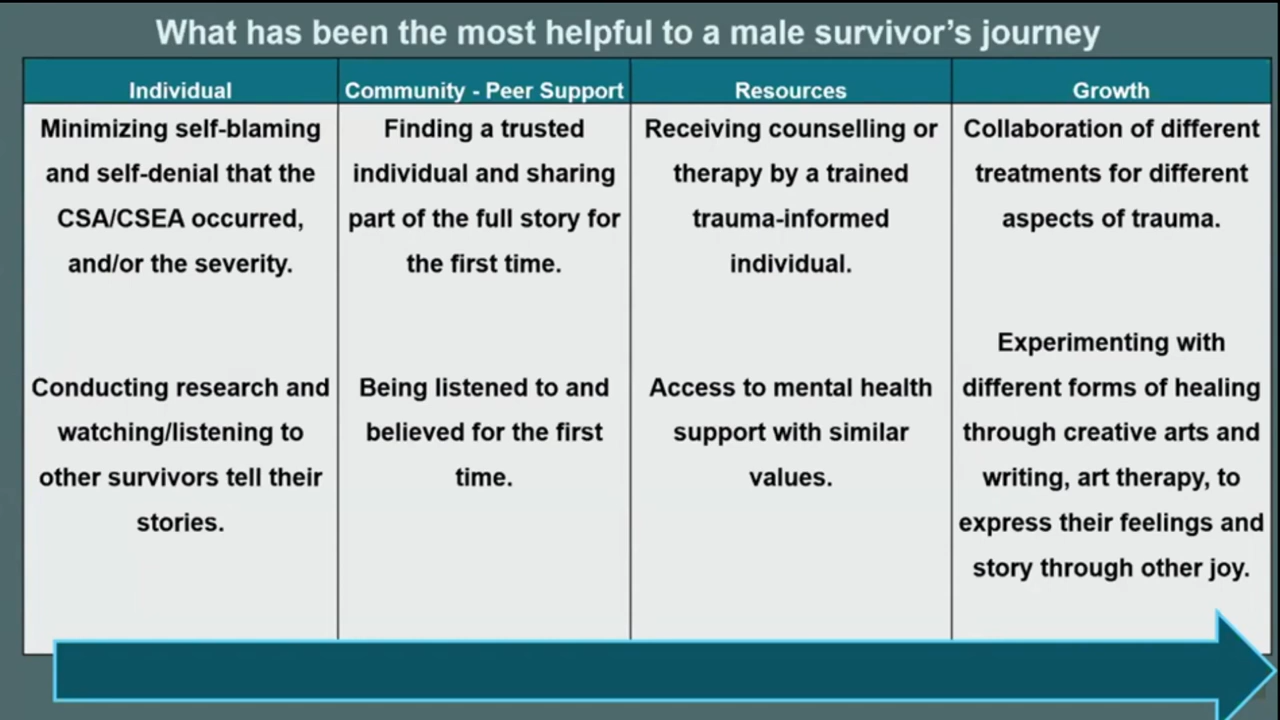 What has been the most helpful to a male survivor's journey
Individual
Minimizing self-blaming
and self-denial that the
CSA/CSEA occurred,
and/or the severity.
Conducting research and
watching/listening to
other survivors tell their
stories.
Community - Peer Support
Finding a trusted
individual and sharing
part of the full story for
the first time.
Being listened to and
believed for the first
time.
Resources
Receiving counselling or
therapy by a trained
trauma-informed
individual.
Access to mental health
support with similar
values.
Growth
Collaboration of different
treatments for different
aspects of trauma.
Experimenting with
different forms of healing
through creative arts and
writing, art therapy, to
express their feelings and
story through other joy.